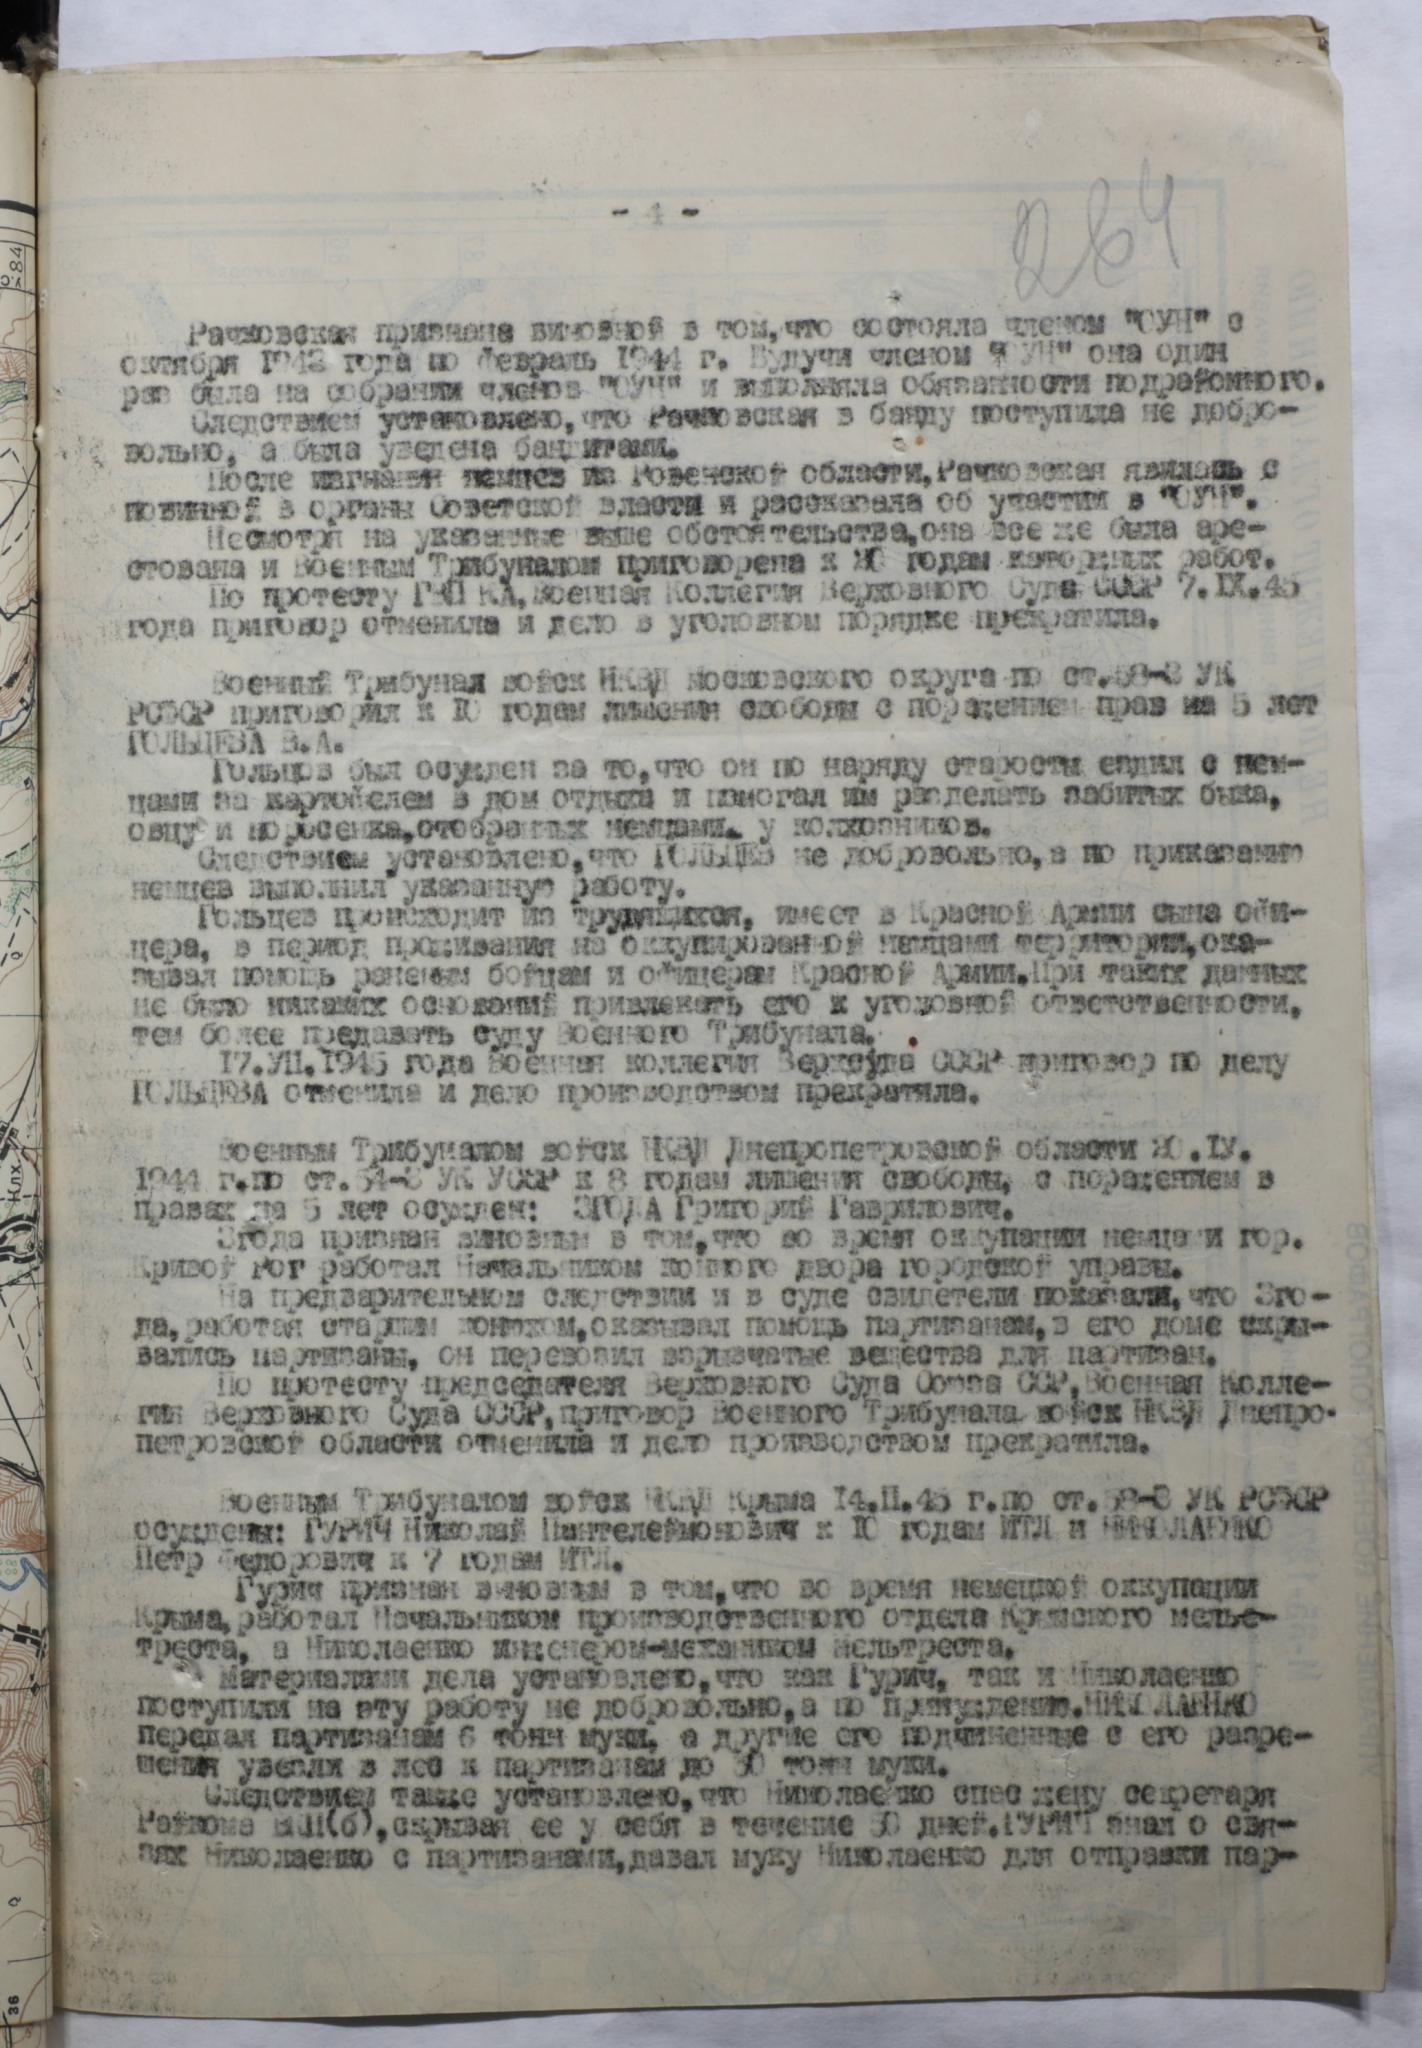 - 4 -
264
Рачковская признана виновной в том, что состояла членом "ОУН" с
октября 1943 года по февраль 1944 г. Будучи членом "ОУН" она один
раз была на собрании членов "ОУН" и выполняла обязанности подрайонного.
Следствием установлено, что Рачковская в банду поступила не добро-
вольно, а была уведена бандитами.
После изгнания немцев из Ровенской области, Рачковская явилась с
повинной в органы Советской власти и рассказала об участии в "ОУН".
Несмотря на указанные выше обстоятельства, она все же была аре-
стована и Военным Трибуналом приговорена к 20 годам каторжных работ.
По протесту ГВП КА, Военная Коллегия Верховного Суда СССР 7.IX.45
года приговор отменила и дело в уголовном порядке прекратила.
Военный Трибунал войск НКВД Московского округа по ст.58-3 УК
РСФСР приговорил к 10 годам лишения свободы с поражением прав на 5 лет
ГОЛЬЦЕВА В.А.
Гольцов был осужден за то, что он по наряду старосты ездил с нем-
цами за картофелем в дом отдыха и помогал им разделать забитых быка,
овцу и поросенка, отобранных немцами у колхозников.
Следствием установлено, что ГОЛЬЦЕВ не добровольно, а по приказанию
немцев выполнил указанную работу.
Гольцев происходит из трудящихся, имеет в Красной Армии сына офи-
цера, в период проживания на оккупированной немцами территории, ока-
зывал помощь раненым бойцам и офицерам Красной Армии. При таких данных
не было никаких оснований привлекать его к уголовной ответственности,
тем более предавать суду Военного Трибунала.
17.УП.1945 года Военная коллегия Верхсуда СССР приговор по делу
ГОЛЬЦЕВА отменила и дело производством прекратила.
Военным Трибуналом войск НКВД Днепропетровской области 20.IУ.
1944 г. по ст.54-3 УК УССР к 8 годам лишения свободы, с поражением в
правах на 5 лет осужден: ЗГОДА Григорий Гаврилович.
Згода признан виновным в том, что во время оккупации немцами гор.
Кривой Рог работал Начальником конного двора городской управы.
На предварительном следствии и в суде свидетели показали, что Зго-
да, работая старшим конюхом, оказывал помощь партизанам, в его доме скры-
вались партизаны, он перевозил взрывчатые вещества для партизан.
По протесту председателя Верховного Суда Союза ССР, Военная Колле-
гия Верховного Суда СССР, приговор Военного Трибунала войск НКВД Днепро-
петровской области отменила и дело производством прекратила.
Военным Трибуналом войск НКВД Крыма 14.П.45 г. по ст.58-3 УК РСФСР
осуждены: ГУРИЧ Николай Пантелеймонович к 10 годам ИТЛ и НИКОЛАЕНКО
Петр Федорович к 7 годам ИТЛ.
Гурич признан виновным в том, что во время немецкой оккупации
Крыма, работал Начальником производственного отдела Крымского мелье-
треста, а Николаенко инженером-механиком Мельтреста.
Материалами дела установлено, что как Гурич, так и Николаенко
поступили на эту работу не добровольно, а по принуждению. НИКОЛАЕНКО
передал партизанам 6 тонн муки, а другие его подчиненные с его разре-
шения увезли в лес к партизанам до 30 тонн муки.
Следствием также установлено, что Николаенко спас жену секретаря
Райкома ВКП(б), скрывая ее у себя в течение 50 дней. ГУРИЧ знал о свя-
зях Николаенко с партизанами, давал муку Николаенко для отправки пар-